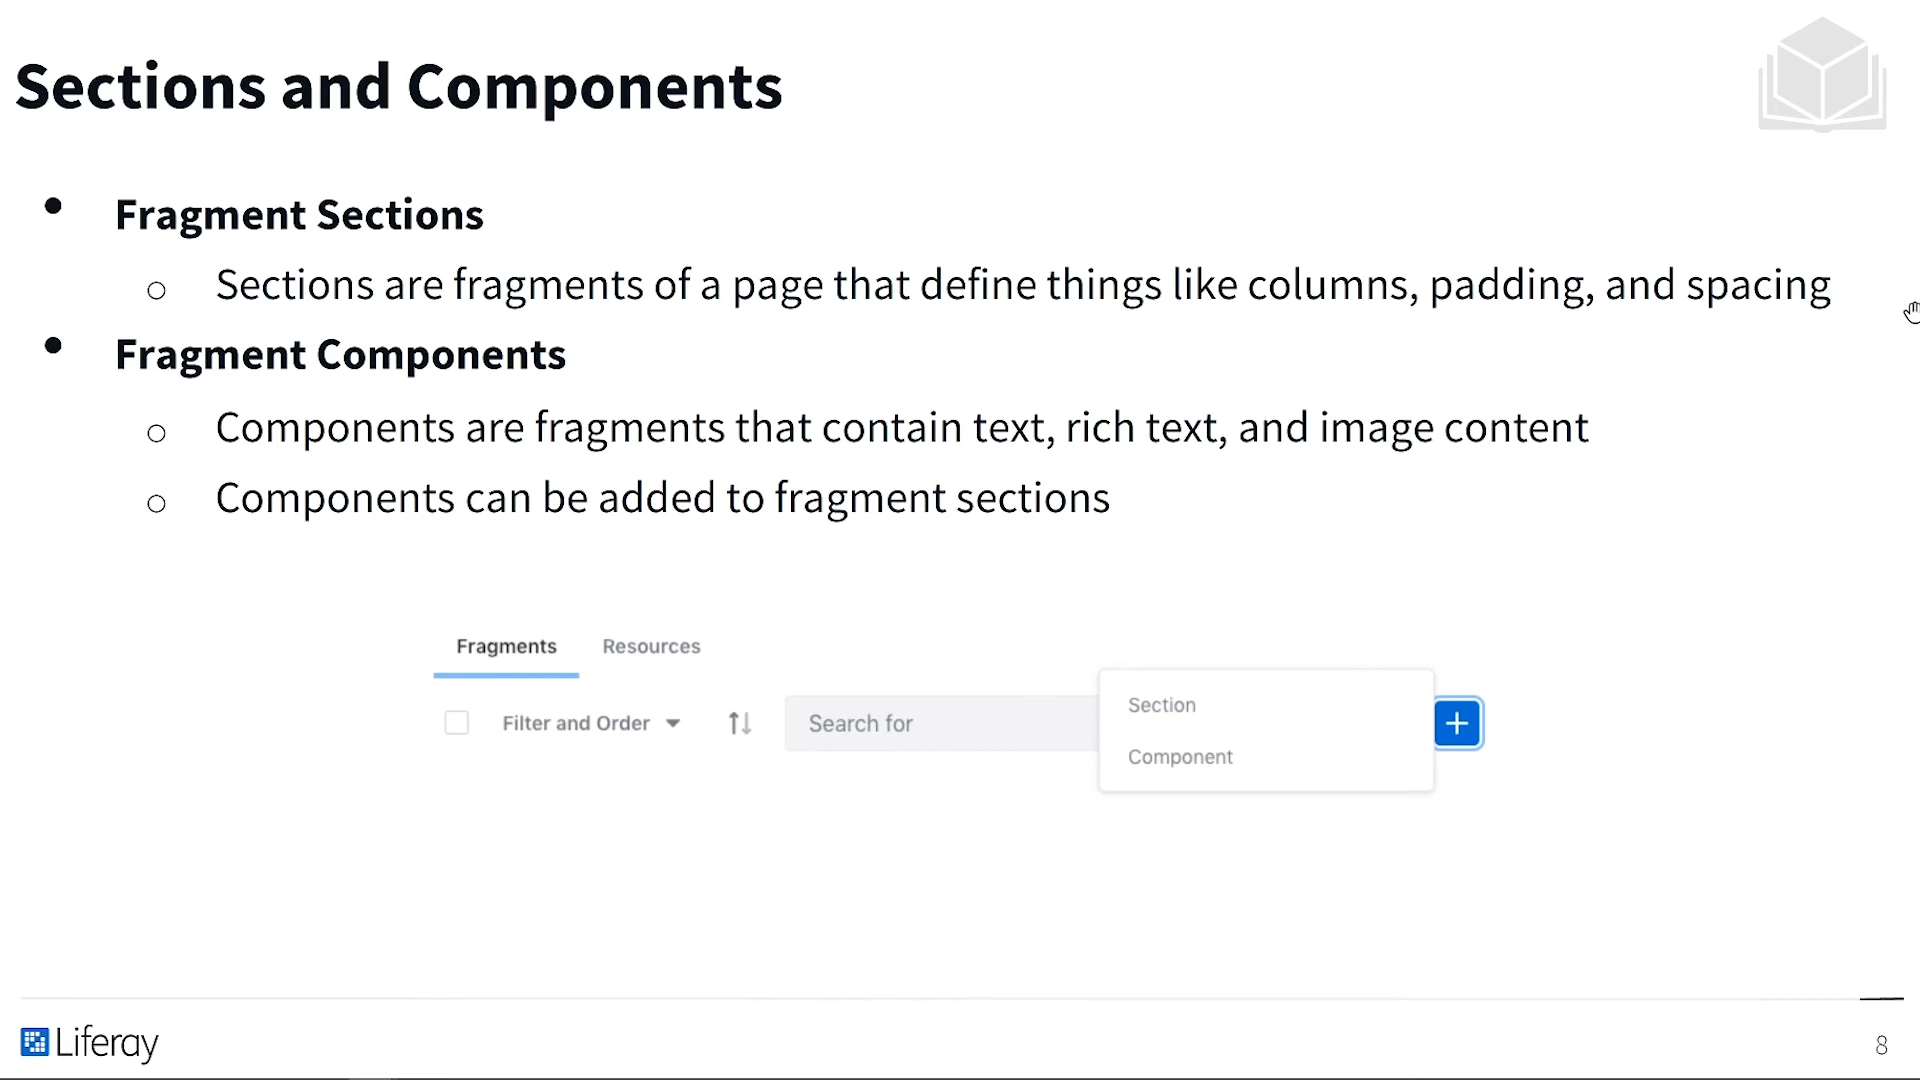 Sections and Components
• Fragment Sections
○ Sections are fragments of a page that define things like columns, padding, and spacing
• Fragment Components
○ Components are fragments that contain text, rich text, and image content
○ Components can be added to fragment sections
Fragments Resources
Filter and Order Search for
Section
Component
Liferay
8